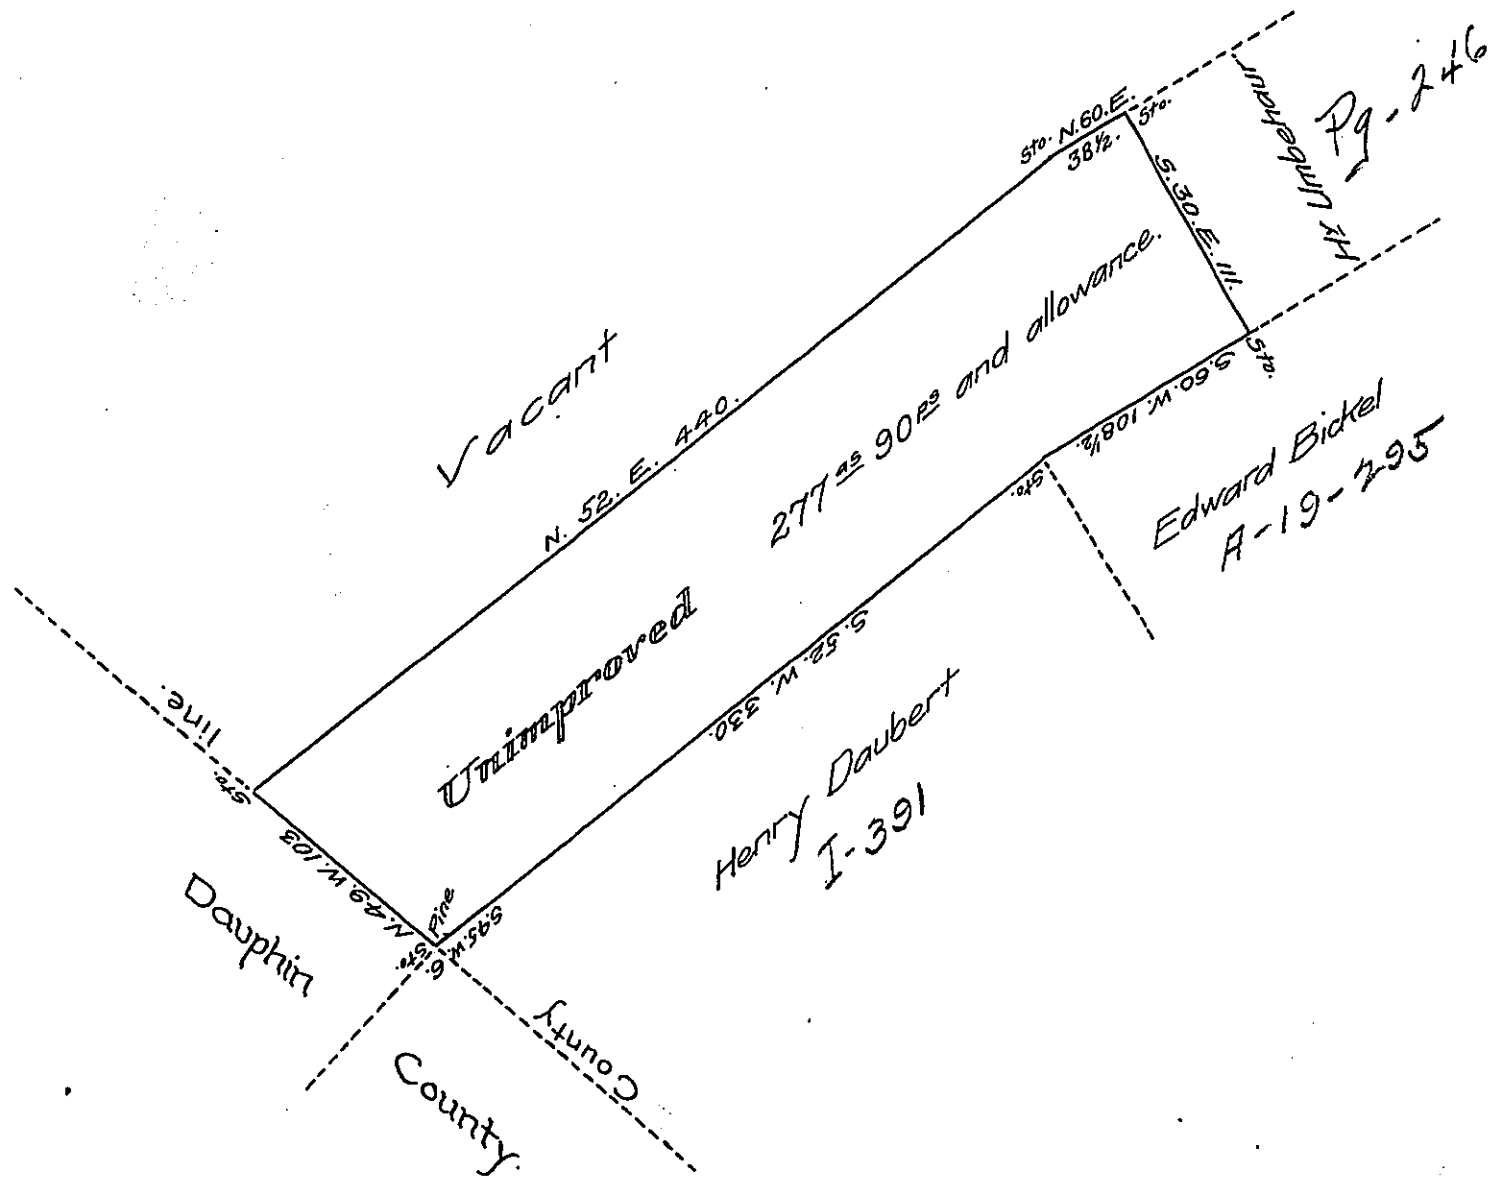 Pg. 246
Sto. N.60.E. Sto.
38½.
S.30.E. 111.
Hy Umbehaur
Vacant
N. 52. E. 440.
277 as 90 ps and allowance.
Sto.
S.60.W. 108½.
Sto.
Edward Bickel
A-19-295
Unimproved
S. 52. W. 330.
Henry Daubert
I-391
line.
Sto.
N.49.W.103
Pine
S45.W.
6.
Sto.
Dauphin
County
County.